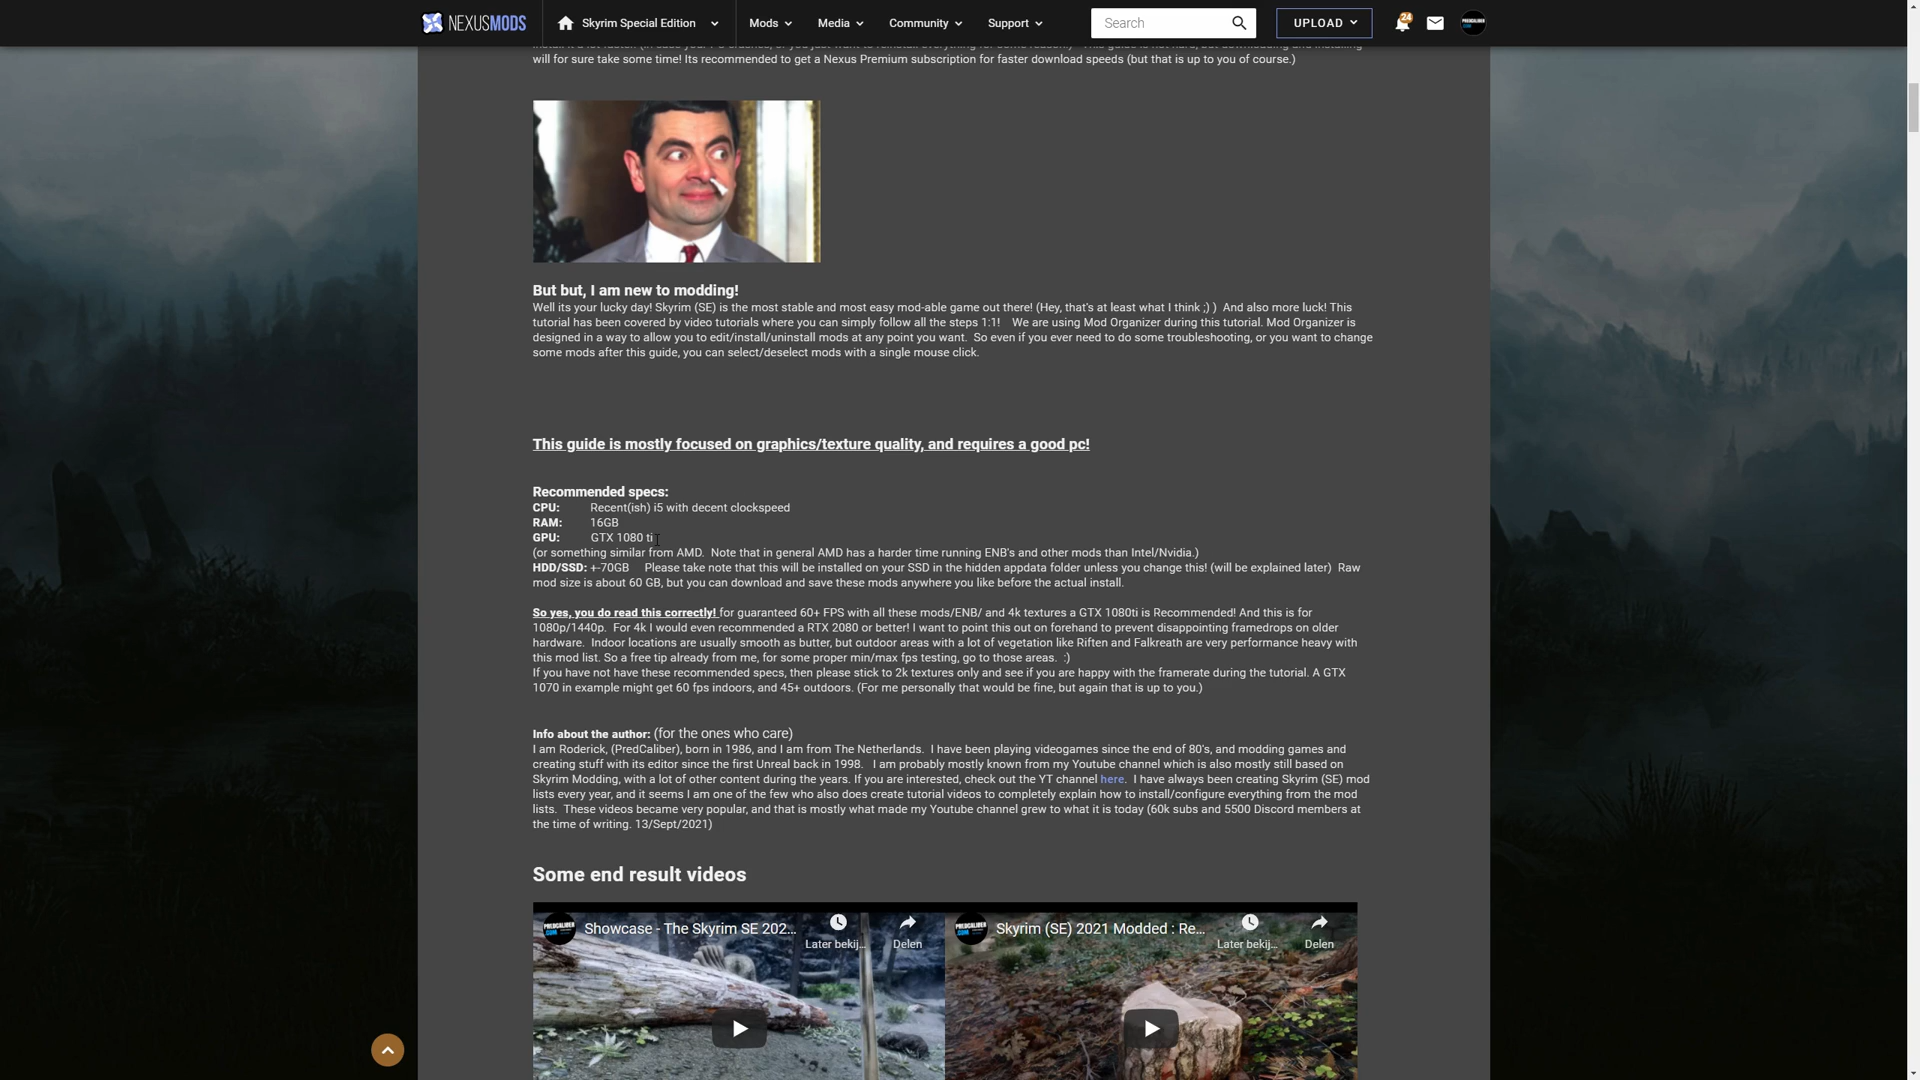 NEXUSMODS Skyrim Special Edition Mods Media Community Support Search UPLOAD 24
will for sure take some time! Its recommended to get a Nexus Premium subscription for faster download speeds (but that is up to you of course.)
But but, I am new to modding!
Well its your lucky day! Skyrim (SE) is the most stable and most easy mod-able game out there! (Hey, that's at least what I think ;) ) And also more luck! This
tutorial has been covered by video tutorials where you can simply follow all the steps 1:1! We are using Mod Organizer during this tutorial. Mod Organizer is
designed in a way to allow you to edit/install/uninstall mods at any point you want. So even if you ever need to do some troubleshooting, or you want to change
some mods after this guide, you can select/deselect mods with a single mouse click.
This guide is mostly focused on graphics/texture quality, and requires a good pc!
Recommended specs:
CPU: Recent(ish) i5 with decent clockspeed
RAM: 16GB
GPU: GTX 1080 ti
(or something similar from AMD. Note that in general AMD has a harder time running ENB's and other mods than Intel/Nvidia.)
HDD/SSD: +-70GB Please take note that this will be installed on your SSD in the hidden appdata folder unless you change this! (will be explained later) Raw
mod size is about 60 GB, but you can download and save these mods anywhere you like before the actual install.
So yes, you do read this correctly! for guaranteed 60+ FPS with all these mods/ENB/ and 4k textures a GTX 1080ti is Recommended! And this is for
1080p/1440p. For 4k I would even recommended a RTX 2080 or better! I want to point this out on forehand to prevent disappointing framedrops on older
hardware. Indoor locations are usually smooth as butter, but outdoor areas with a lot of vegetation like Riften and Falkreath are very performance heavy with
this mod list. So a free tip already from me, for some proper min/max fps testing, go to those areas. :)
If you have not have these recommended specs, then please stick to 2k textures only and see if you are happy with the framerate during the tutorial. A GTX
1070 in example might get 60 fps indoors, and 45+ outdoors. (For me personally that would be fine, but again that is up to you.)
Info about the author: (for the ones who care)
I am Roderick, (PredCaliber), born in 1986, and I am from The Netherlands. I have been playing videogames since the end of 80's, and modding games and
creating stuff with its editor since the first Unreal back in 1998. I am probably mostly known from my Youtube channel which is also mostly still based on
Skyrim Modding, with a lot of other content during the years. If you are interested, check out the YT channel here. I have always been creating Skyrim (SE) mod
lists every year, and it seems I am one of the few who also does create tutorial videos to completely explain how to install/configure everything from the mod
lists. These videos became very popular, and that is mostly what made my Youtube channel grew to what it is today (60k subs and 5500 Discord members at
the time of writing. 13/Sept/2021)
Some end result videos
PREDCALIBER .COM Showcase - The Skyrim SE 202... Later bekij... Delen
PREDCALIBER .COM Skyrim (SE) 2021 Modded : Re... Later bekij... Delen